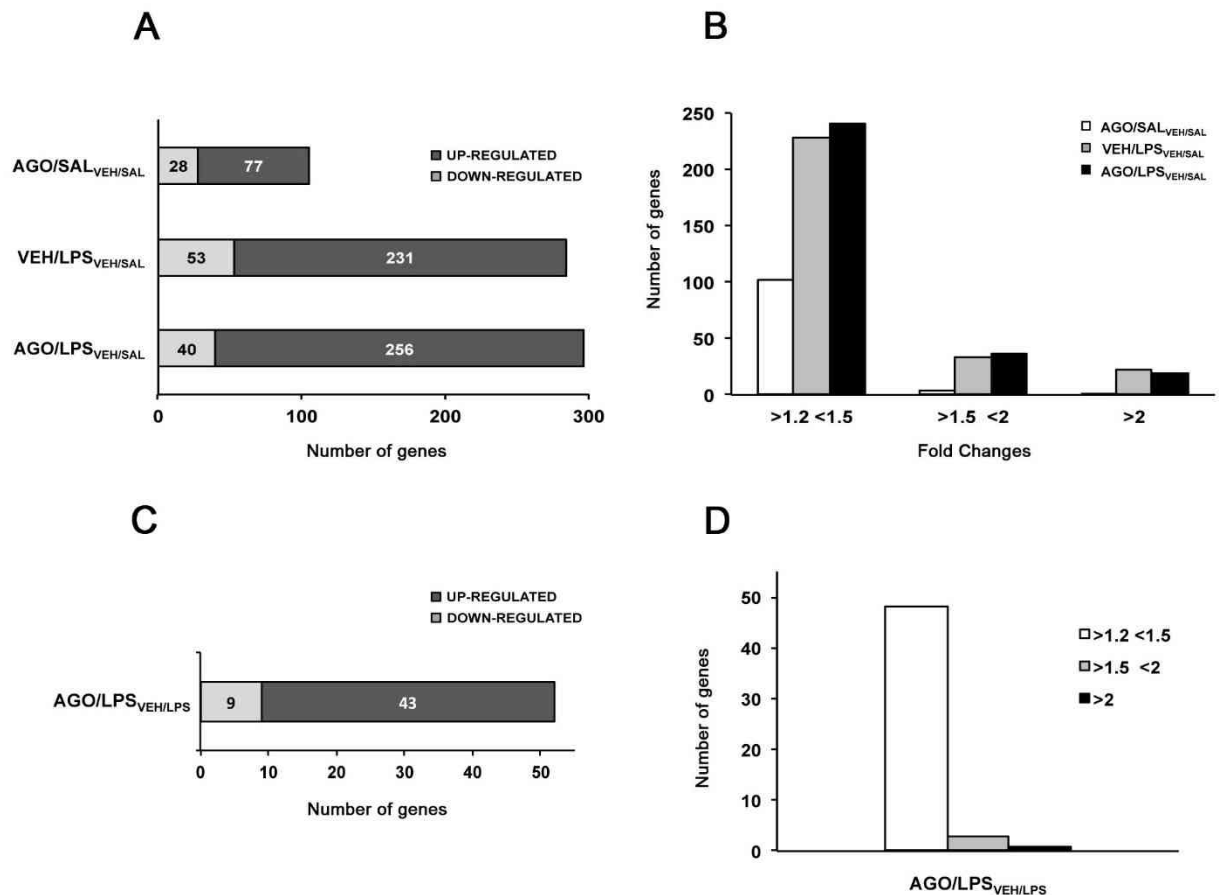 A
UP-REGULATED
DOWN-REGULATED
AGO/SALVEH/SAL
28 77
VEH/LPSVEH/SAL
53 231
AGO/LPSVEH/SAL
40 256
0 100 200 300
Number of genes
B
AGO/SALVEH/SAL
VEH/LPSVEH/SAL
AGO/LPSVEH/SAL
Number of genes
250
200
150
100
50
0
>1.2 <1.5 >1.5 <2 >2
Fold Changes
C
UP-REGULATED
DOWN-REGULATED
AGO/LPSVEH/LPS
9 43
0 10 20 30 40 50
Number of genes
D
Number of genes
50
40
30
20
10
0
>1.2 <1.5
>1.5 <2
>2
AGO/LPSVEH/LPS